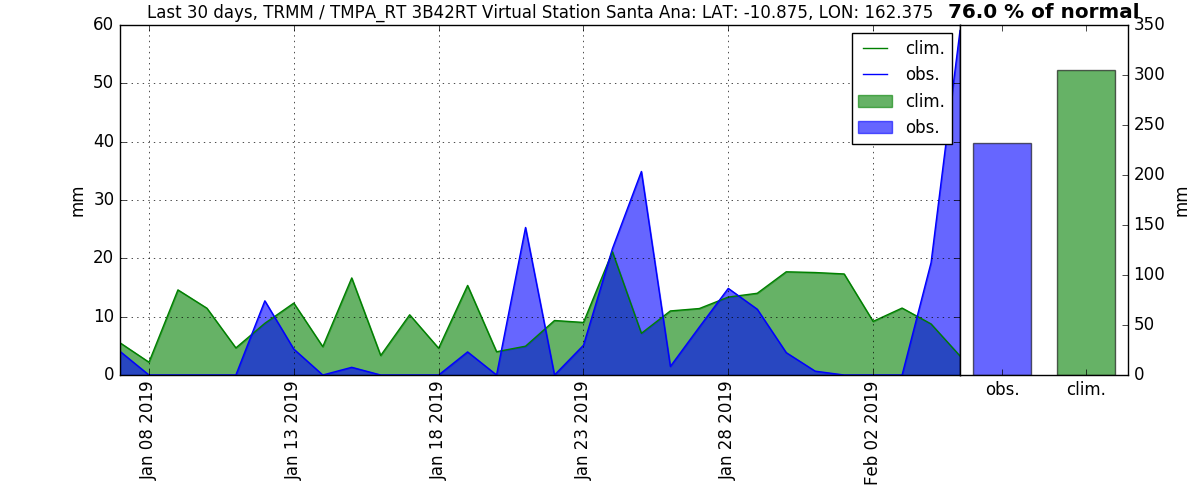 Last 30 days, TRMM / TMPA_RT 3B42RT Virtual Station Santa Ana: LAT: -10.875, LON: 162.375
76.0 % of normal
60
50
40
30
20
10
0
mm
clim.
obs.
clim.
obs.
350
300
250
200
150
100
50
0
mm
obs.
clim.
Jan 08 2019
Jan 13 2019
Jan 18 2019
Jan 23 2019
Jan 28 2019
Feb 02 2019